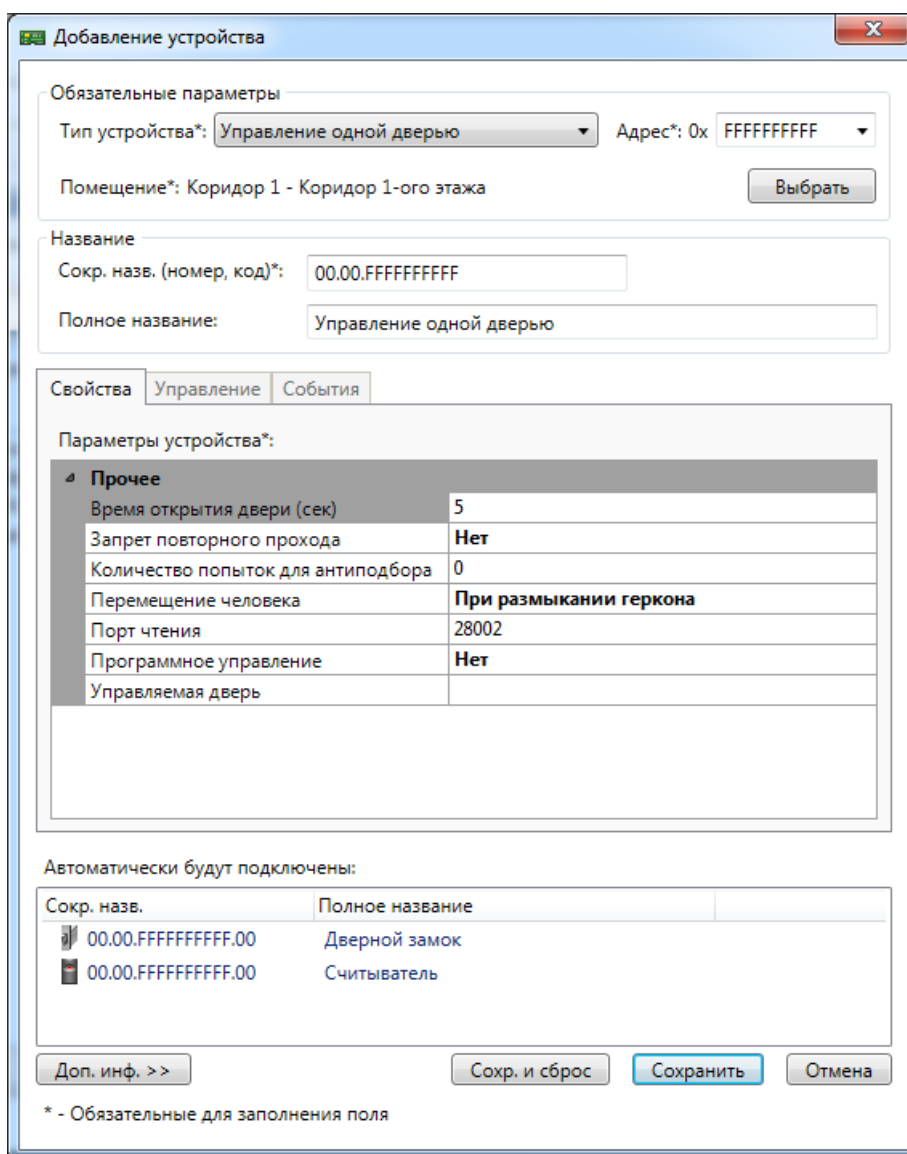 Добавление устройства
Обязательные параметры
Тип устройства*: Управление одной дверью Адрес*: 0x FFFFFFFFFF
Помещение*: Коридор 1 - Коридор 1-ого этажа Выбрать
Название
Сокр. назв. (номер, код)*: 00.00.FFFFFFFFFF
Полное название: Управление одной дверью
Свойства Управление События
Параметры устройства*:
Прочее
Время открытия двери (сек) 5
Запрет повторного прохода Нет
Количество попыток для антиподбора 0
Перемещение человека При размыкании геркона
Порт чтения 28002
Программное управление Нет
Управляемая дверь
Автоматически будут подключены:
Сокр. назв. Полное название
00.00.FFFFFFFFFF.00 Дверной замок
00.00.FFFFFFFFFF.00 Считыватель
Доп. инф. >> Сохр. и сброс Сохранить Отмена
* - Обязательные для заполнения поля